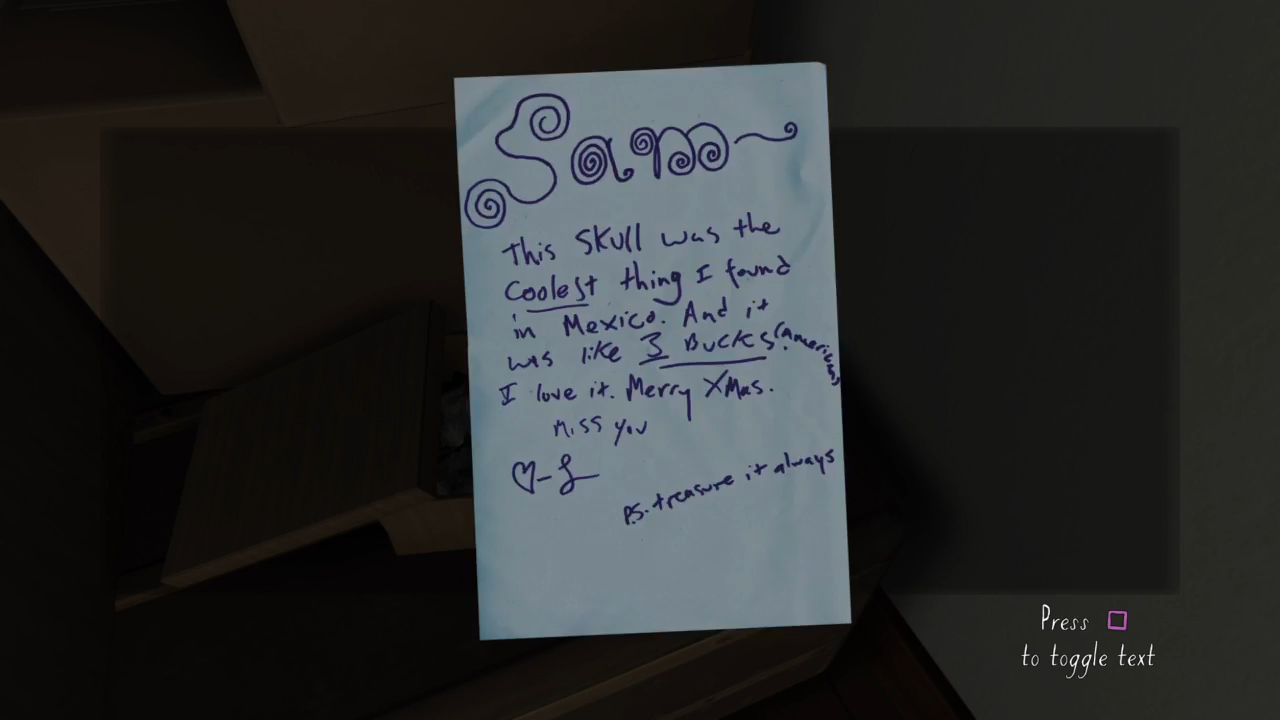 Sam
This Skull was the
Coolest thing I found
in Mexico. And it
was like 3 BUCKS. (american)
I love it. Merry XMas.
Miss you
♡-L
P.S. treasure it always
Press □
to toggle text